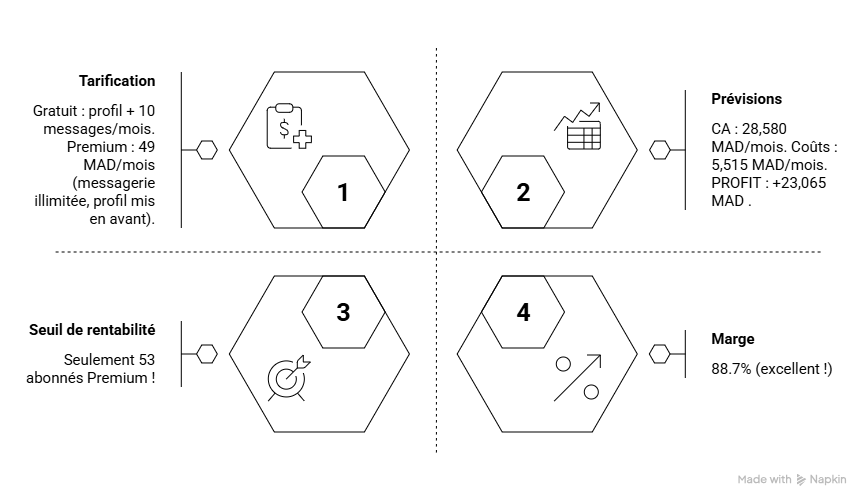 Tarification
Gratuit : profil + 10
messages/mois.
Premium : 49
MAD/mois
(messagerie
illimitée, profil mis
en avant).
1
Prévisions
CA : 28,580
MAD/mois. Coûts :
5,515 MAD/mois.
PROFIT : +23,065
MAD .
2
Seuil de rentabilité
Seulement 53
abonnés Premium !
3
Marge
88.7% (excellent !)
4
Made with Napkin